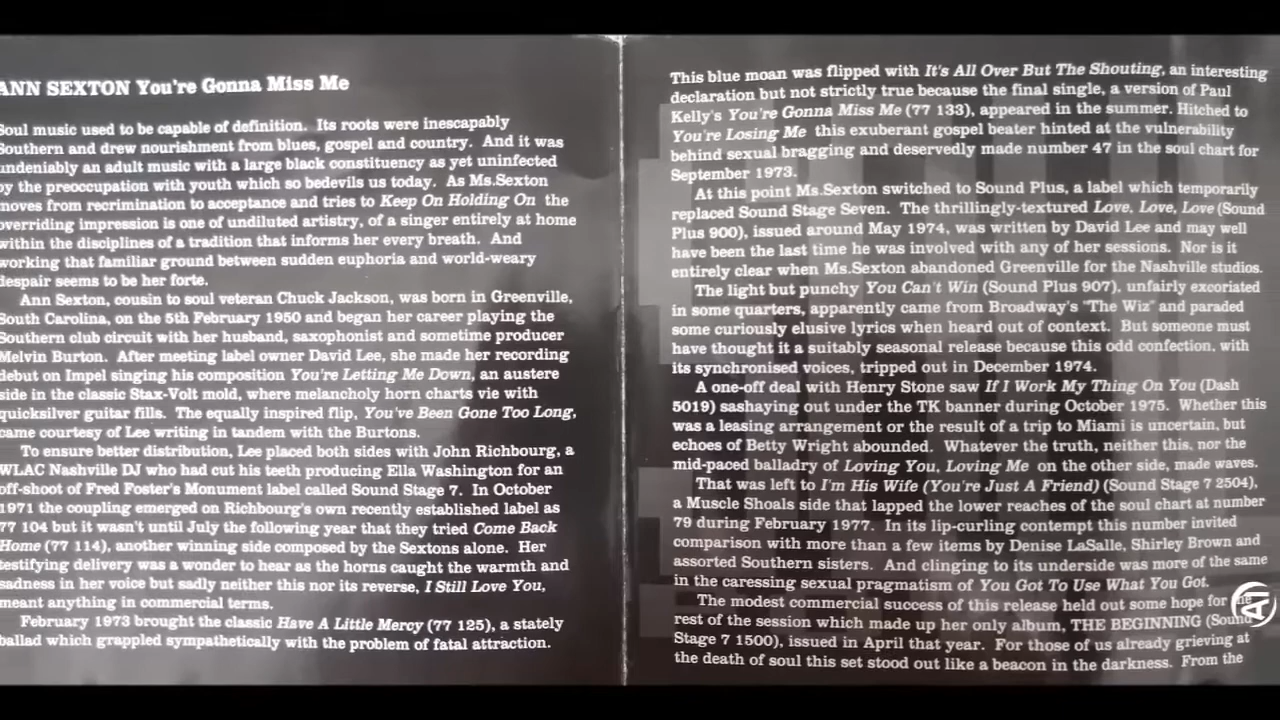 ANN SEXTON You're Gonna Miss Me
Soul music used to be capable of definition. Its roots were inescapably
Southern and drew nourishment from blues, gospel and country. And it was
undeniably an adult music with a large black constituency as yet uninfected
by the preoccupation with youth which so bedevils us today. As Ms.Sexton
moves from recrimination to acceptance and tries to Keep On Holding On the
overriding impression is one of undiluted artistry, of a singer entirely at home
within the disciplines of a tradition that informs her every breath. And
working that familiar ground between sudden euphoria and world-weary
despair seems to be her forte.
Ann Sexton, cousin to soul veteran Chuck Jackson, was born in Greenville,
South Carolina, on the 5th February 1950 and began her career playing the
Southern club circuit with her husband, saxophonist and sometime producer
Melvin Burton. After meeting label owner David Lee, she made her recording
debut on Impel singing his composition You're Letting Me Down, an austere
side in the classic Stax-Volt mold, where melancholy horn charts vie with
quicksilver guitar fills. The equally inspired flip, You've Been Gone Too Long,
came courtesy of Lee writing in tandem with the Burtons.
To ensure better distribution, Lee placed both sides with John Richbourg, a
WLAC Nashville DJ who had cut his teeth producing Ella Washington for an
off-shoot of Fred Foster's Monument label called Sound Stage 7. In October
1971 the coupling emerged on Richbourg's own recently established label as
77 104 but it wasn't until July the following year that they tried Come Back
Home (77 114), another winning side composed by the Sextons alone. Her
testifying delivery was a wonder to hear as the horns caught the warmth and
sadness in her voice but sadly neither this nor its reverse, I Still Love You,
meant anything in commercial terms.
February 1973 brought the classic Have A Little Mercy (77 125), a stately
ballad which grappled sympathetically with the problem of fatal attraction.
This blue moan was flipped with It's All Over But The Shouting, an interesting
declaration but not strictly true because the final single, a version of Paul
Kelly's You're Gonna Miss Me (77 133), appeared in the summer. Hitched to
You're Losing Me this exuberant gospel beater hinted at the vulnerability
behind sexual bragging and deservedly made number 47 in the soul chart for
September 1973.
At this point Ms.Sexton switched to Sound Plus, a label which temporarily
replaced Sound Stage Seven. The thrillingly-textured Love, Love, Love (Sound
Plus 900), issued around May 1974, was written by David Lee and may well
have been the last time he was involved with any of her sessions. Nor is it
entirely clear when Ms.Sexton abandoned Greenville for the Nashville studios.
The light but punchy You Can't Win (Sound Plus 907), unfairly excoriated
in some quarters, apparently came from Broadway's "The Wiz" and paraded
some curiously elusive lyrics when heard out of context. But someone must
have thought it a suitably seasonal release because this odd confection, with
its synchronised voices, tripped out in December 1974.
A one-off deal with Henry Stone saw If I Work My Thing On You (Dash
5019) sashaying out under the TK banner during October 1975. Whether this
was a leasing arrangement or the result of a trip to Miami is uncertain, but
echoes of Betty Wright abounded. Whatever the truth, neither this, nor the
mid-paced balladry of Loving You, Loving Me on the other side, made waves.
That was left to I'm His Wife (You're Just A Friend) (Sound Stage 7 2504),
a Muscle Shoals side that lapped the lower reaches of the soul chart at number
79 during February 1977. In its lip-curling contempt this number invited
comparison with more than a few items by Denise LaSalle, Shirley Brown and
assorted Southern sisters. And clinging to its underside was more of the same
in the caressing sexual pragmatism of You Got To Use What You Got.
The modest commercial success of this release held out some hope for the
rest of the session which made up her only album, THE BEGINNING (Sound
Stage 7 1500), issued in April that year. For those of us already grieving at
the death of soul this set stood out like a beacon in the darkness. From the